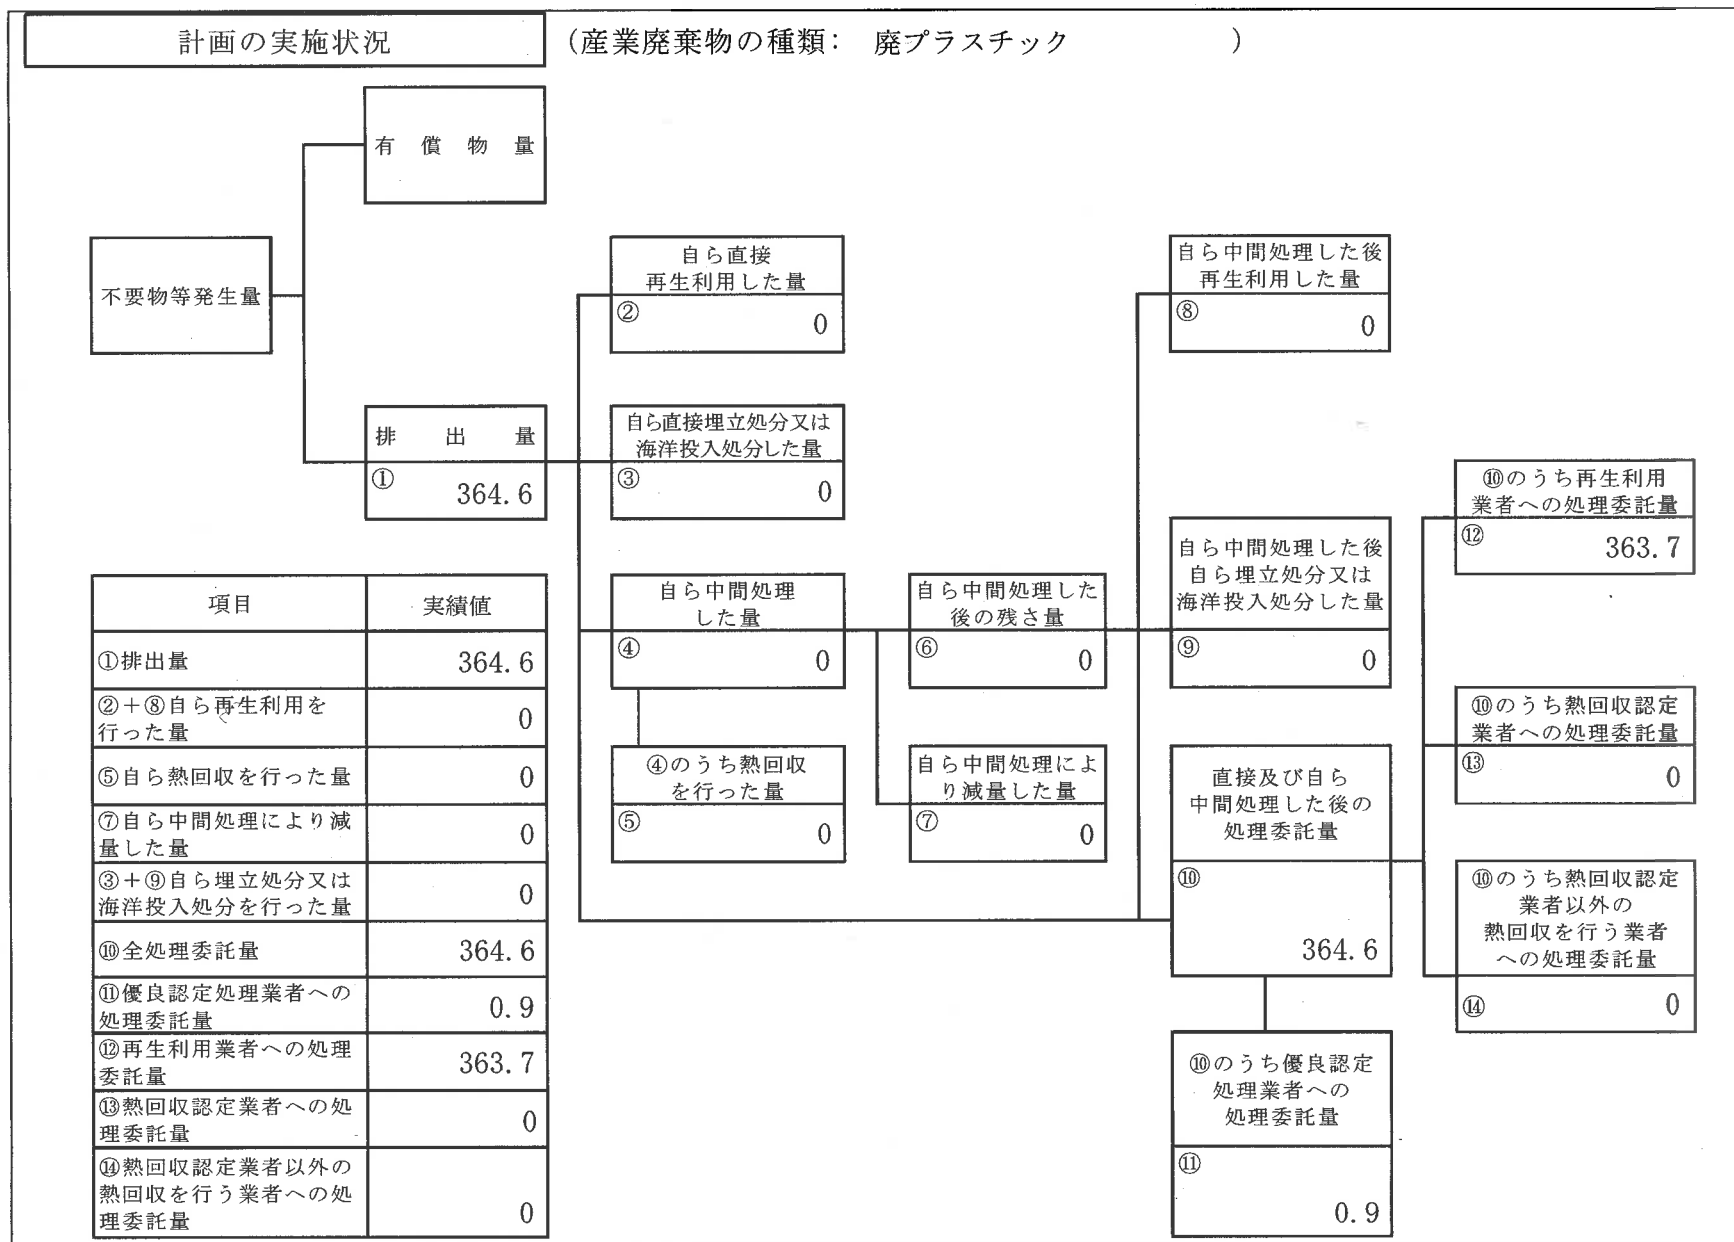 計画の実施状況
(産業廃棄物の種類： 廃プラスチック )
有償物量
不要物等発生量
排出量
① 364.6
自ら直接
再生利用した量
② 0
自ら直接埋立処分又は
海洋投入処分した量
③ 0
自ら中間処理
した量
④ 0
④のうち熱回収
を行った量
⑤ 0
自ら中間処理した
後の残さ量
⑥ 0
自ら中間処理によ
り減量した量
⑦ 0
自ら中間処理した後
再生利用した量
⑧ 0
自ら中間処理した後
自ら埋立処分又は
海洋投入処分した量
⑨ 0
直接及び自ら
中間処理した後の
処理委託量
⑩
364.6
⑩のうち優良認定
処理業者への
処理委託量
⑪
0.9
⑩のうち再生利用
業者への処理委託量
⑫ 363.7
⑩のうち熱回収認定
業者への処理委託量
⑬ 0
⑩のうち熱回収認定
業者以外の
熱回収を行う業者
への処理委託量
⑭ 0
項目 実績値
①排出量 364.6
②＋⑧自ら再生利用を
行った量 0
⑤自ら熱回収を行った量 0
⑦自ら中間処理により減
量した量 0
③＋⑨自ら埋立処分又は
海洋投入処分を行った量 0
⑩全処理委託量 364.6
⑪優良認定処理業者への
処理委託量 0.9
⑫再生利用業者への処理
委託量 363.7
⑬熱回収認定業者への処
理委託量 0
⑭熱回収認定業者以外の
熱回収を行う業者への処
理委託量 0